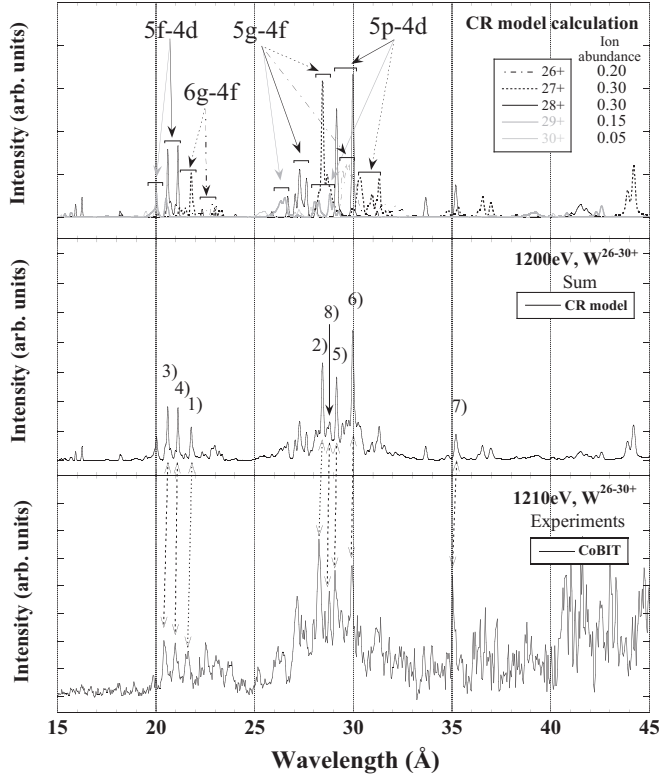 5f-4d
5g-4f
5p-4d
6g-4f
CR model calculation
Ion
abundance
26+ 0.20
27+ 0.30
28+ 0.30
29+ 0.15
30+ 0.05
Intensity (arb. units)
1200eV, W26-30+
Sum
CR model
3)
4)
1)
2)
8)
5)
6)
7)
Intensity (arb. units)
1210eV, W26-30+
Experiments
CoBIT
Intensity (arb. units)
15 20 25 30 35 40 45
Wavelength (Å)